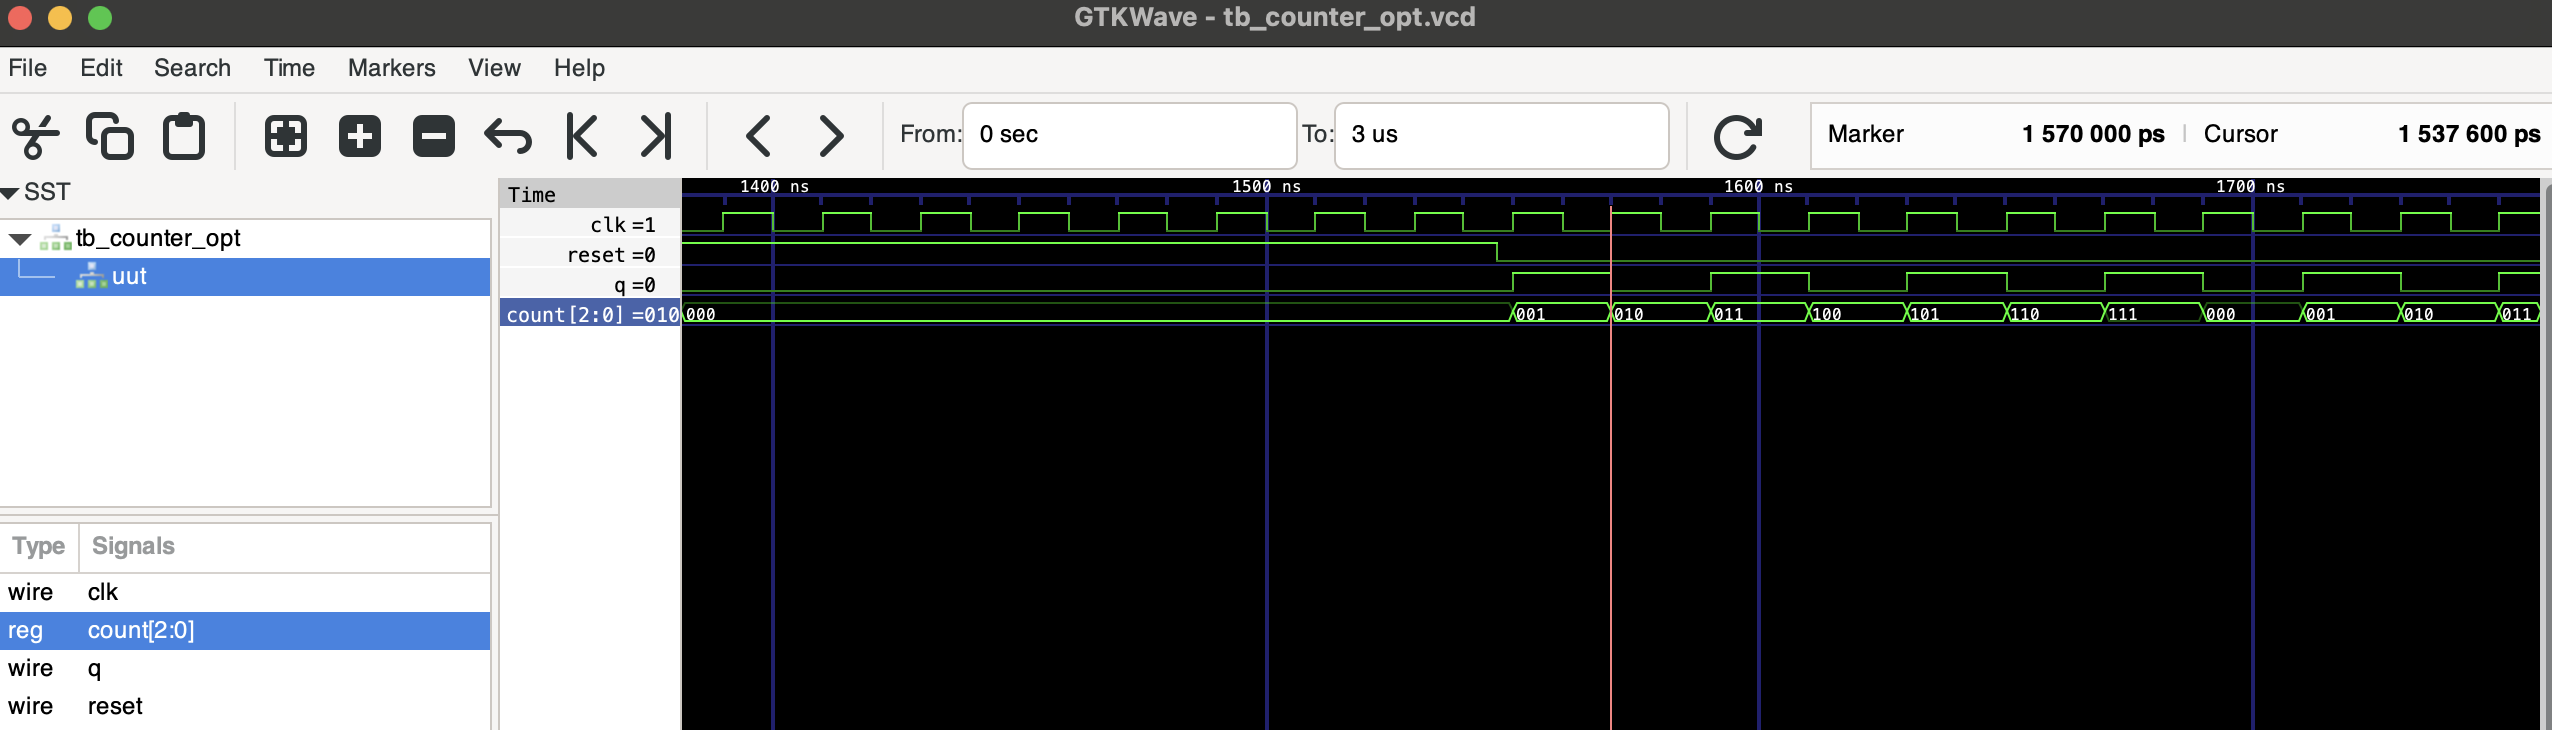 GTKWave - tb_counter_opt.vcd
File Edit Search Time Markers View Help
From: 0 sec To: 3 us Marker 1 570 000 ps | Cursor 1 537 600 ps
SST
tb_counter_opt
uut
Type Signals
wire clk
reg count[2:0]
wire q
wire reset
Time
clk =1
reset =0
q =0
count[2:0] =010
1400 ns 1500 ns 1600 ns 1700 ns
000 001 010 011 100 101 110 111 000 001 010 011